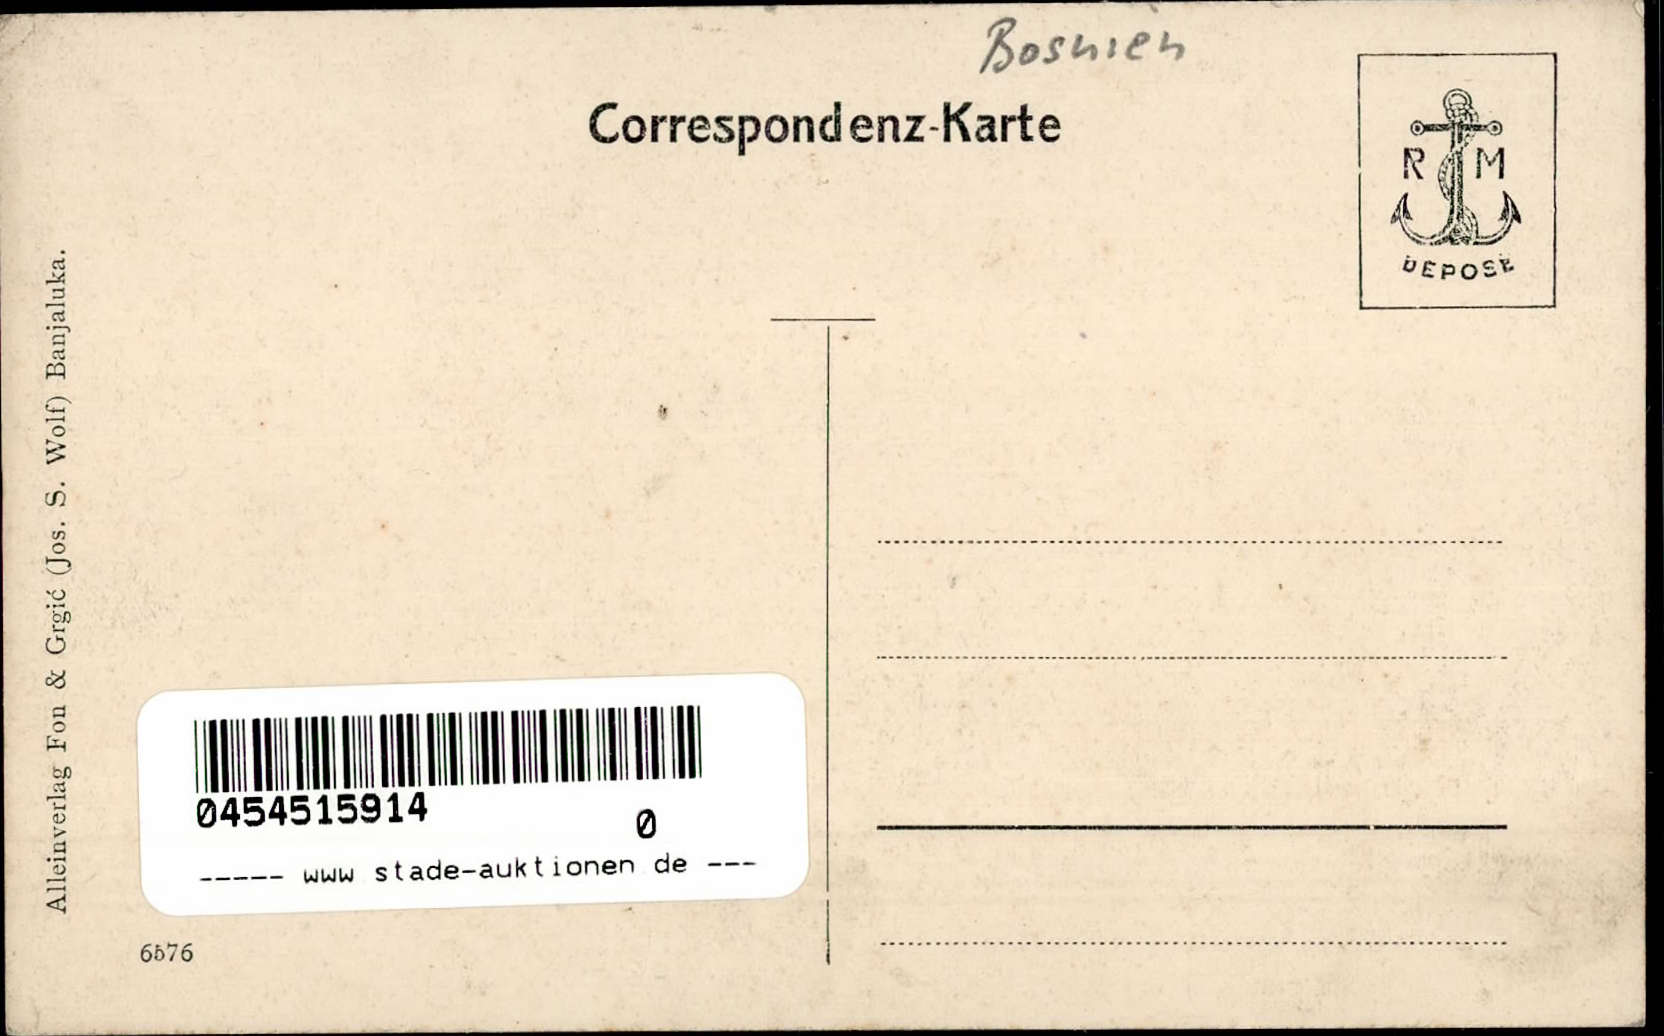 Bosnien
Correspondenz-Karte
R M
DEPOSE
Alleinverlag Fon & Grgić (Jos. S. Wolf) Banjaluka.
0454515914
0
----- www stade-auktionen de ---
6576